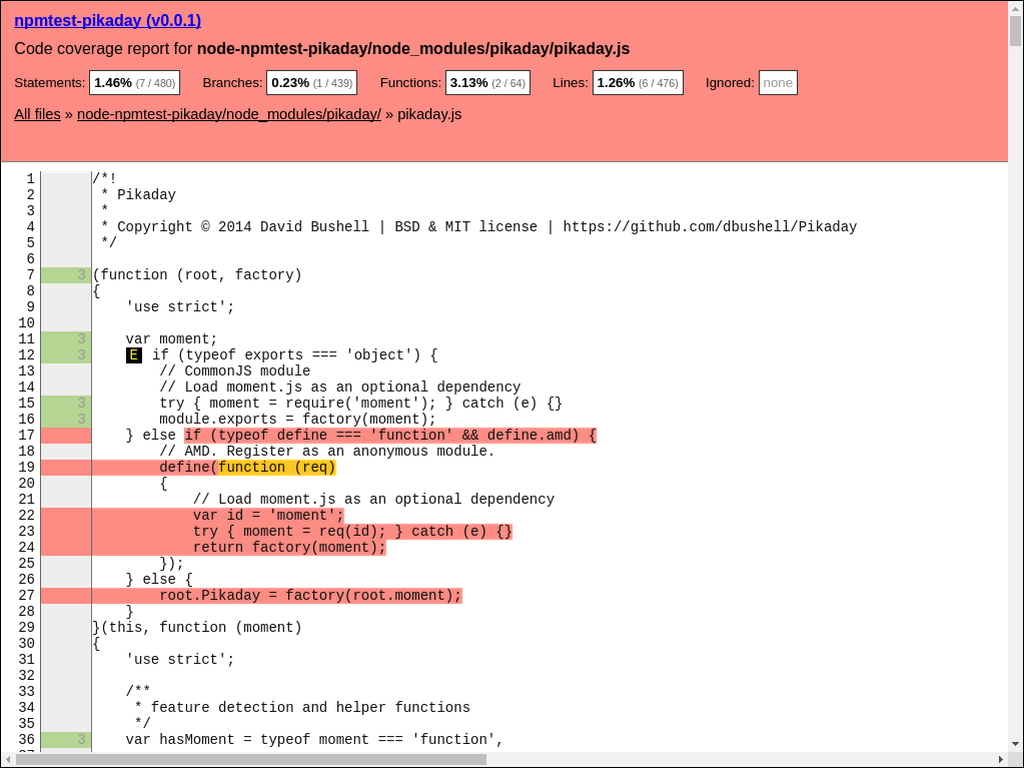 npmtest-pikaday (v0.0.1)
Code coverage report for node-npmtest-pikaday/node_modules/pikaday/pikaday.js
Statements: 1.46% (7 / 480) Branches: 0.23% (1 / 439) Functions: 3.13% (2 / 64) Lines: 1.26% (6 / 476) Ignored: none
All files » node-npmtest-pikaday/node_modules/pikaday/ » pikaday.js
1 /*!
2  * Pikaday
3  *
4  * Copyright © 2014 David Bushell | BSD & MIT license | https://github.com/dbushell/Pikaday
5  */
6
7 3 (function (root, factory)
8 {
9     'use strict';
10
11 3     var moment;
12 3     E if (typeof exports === 'object') {
13         // CommonJS module
14         // Load moment.js as an optional dependency
15 3         try { moment = require('moment'); } catch (e) {}
16 3         module.exports = factory(moment);
17     } else if (typeof define === 'function' && define.amd) {
18         // AMD. Register as an anonymous module.
19         define(function (req)
20         {
21             // Load moment.js as an optional dependency
22             var id = 'moment';
23             try { moment = req(id); } catch (e) {}
24             return factory(moment);
25         });
26     } else {
27         root.Pikaday = factory(root.moment);
28     }
29 }(this, function (moment)
30 {
31     'use strict';
32
33     /**
34      * feature detection and helper functions
35      */
36 3     var hasMoment = typeof moment === 'function',